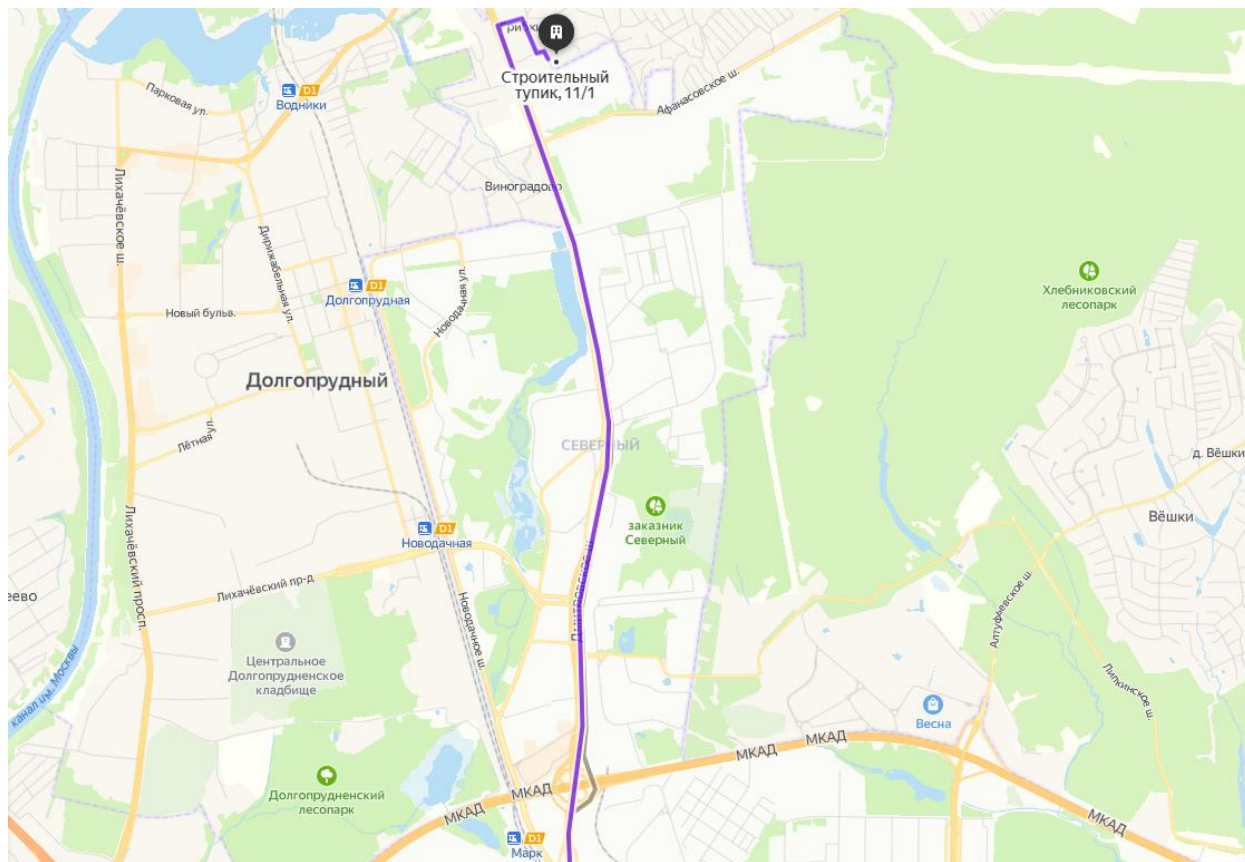 Строительный
тупик, 11/1
Водники
D1
Парковая ул.
Афанасовское ш.
Лихачёвское ш.
Виноградово
Дирижабельная ул.
D1
Долгопрудная
Новодачная ул.
Новый бульв.
Хлебниковский
лесопарк
Долгопрудный
Лётная
ул.
СЕВЕРНЫЙ
д. Вёшки
Вёшки
заказник
Северный
D1
Новодачная
Лихачёвский просп.
Лихачёвский пр-д
Дмитровское ш.
Алтуфьевское ш.
еево
Новодачное ш.
Центральное
Долгопрудненское
кладбище
Липкинское ш.
канал им. Москвы
Весна
МКАД
МКАД
МКАД
МКАД
МКАД
Долгопрудненский
лесопарк
D1
Марк